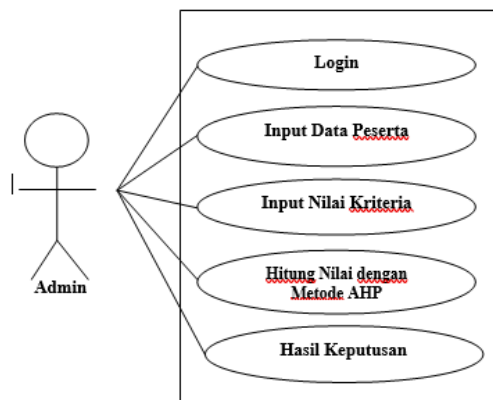 Login
Input Data Peserta
Input Nilai Kriteria
Hitung Nilai dengan
Metode AHP
Admin
Hasil Keputusan